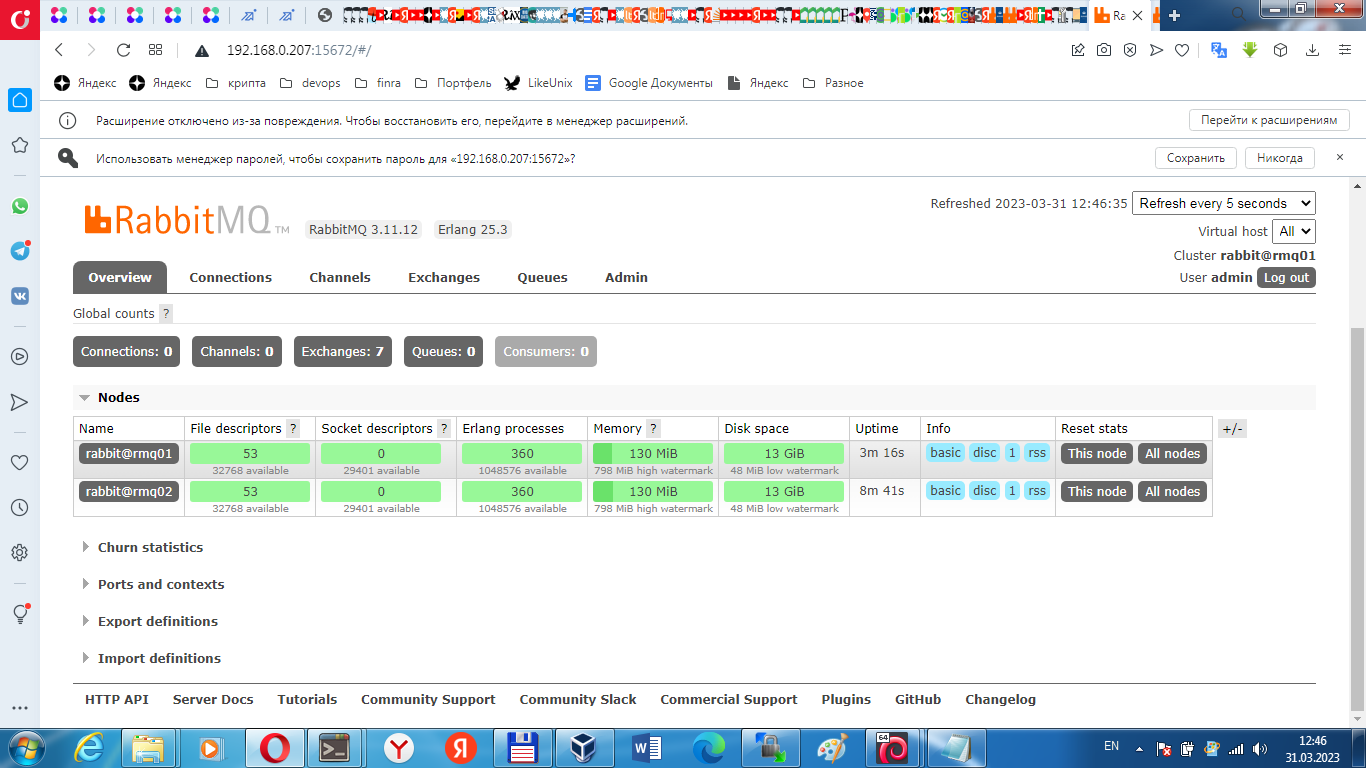 192.168.0.207:15672/#/
Яндекс Яндекс крипта devops finra Портфель LikeUnix Google Документы Яндекс Разное
Расширение отключено из-за повреждения. Чтобы восстановить его, перейдите в менеджер расширений. Перейти к расширениям
Использовать менеджер паролей, чтобы сохранить пароль для «192.168.0.207:15672»? Сохранить Никогда ×
RabbitMQ TM RabbitMQ 3.11.12 Erlang 25.3
Refreshed 2023-03-31 12:46:35 Refresh every 5 seconds
Virtual host All
Cluster rabbit@rmq01
User admin Log out
Overview Connections Channels Exchanges Queues Admin
Global counts ?
Connections: 0 Channels: 0 Exchanges: 7 Queues: 0 Consumers: 0
Nodes
Name File descriptors ? Socket descriptors ? Erlang processes Memory ? Disk space Uptime Info Reset stats +/-
rabbit@rmq01 53 0 360 130 MiB 13 GiB 3m 16s basic disc 1 rss This node All nodes
32768 available 29401 available 1048576 available 798 MiB high watermark 48 MiB low watermark
rabbit@rmq02 53 0 360 130 MiB 13 GiB 8m 41s basic disc 1 rss This node All nodes
32768 available 29401 available 1048576 available 798 MiB high watermark 48 MiB low watermark
Churn statistics
Ports and contexts
Export definitions
Import definitions
HTTP API Server Docs Tutorials Community Support Community Slack Commercial Support Plugins GitHub Changelog
EN 12:46
31.03.2023